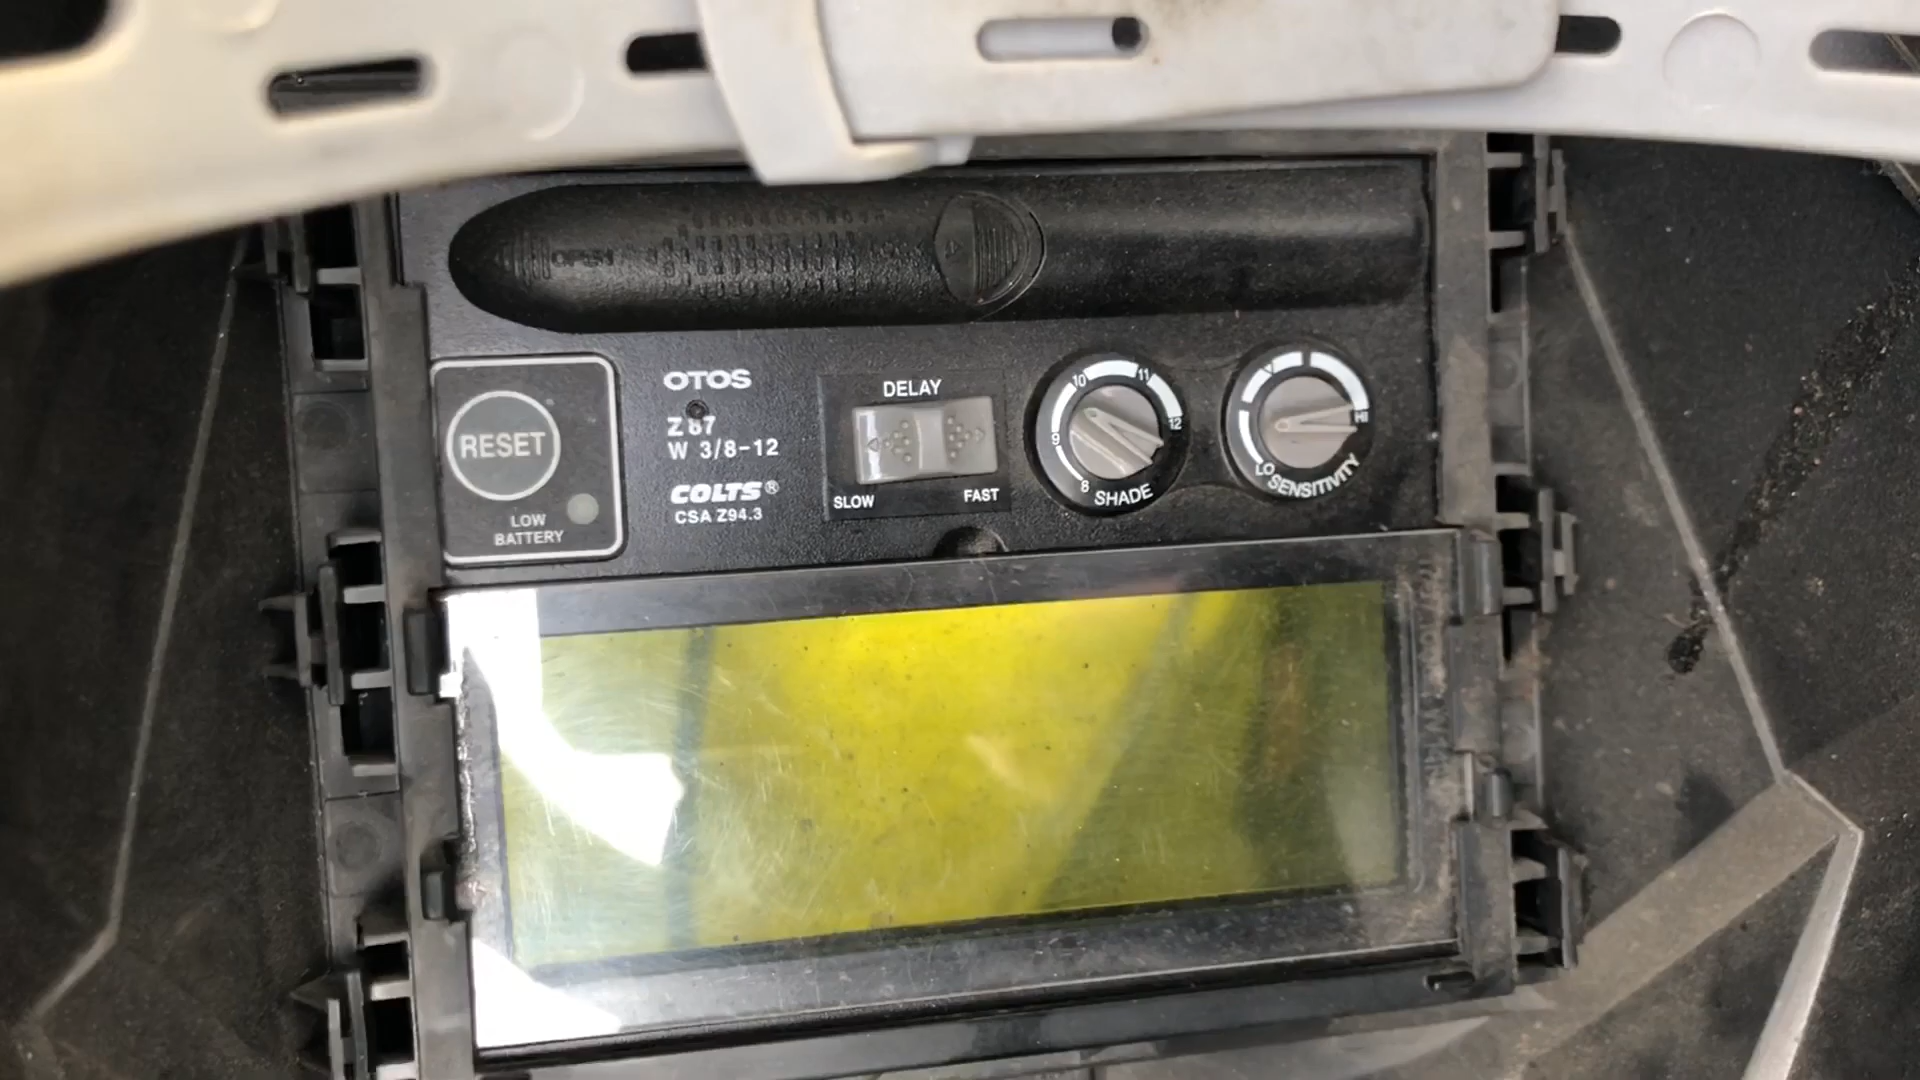 OPEN
RESET
LOW
BATTERY
OTOS
Z87
W 3/8-12
COLTS®
CSA Z94.3
DELAY
SLOW
FAST
8
9
10
11
12
SHADE
LO
HI
SENSITIVITY